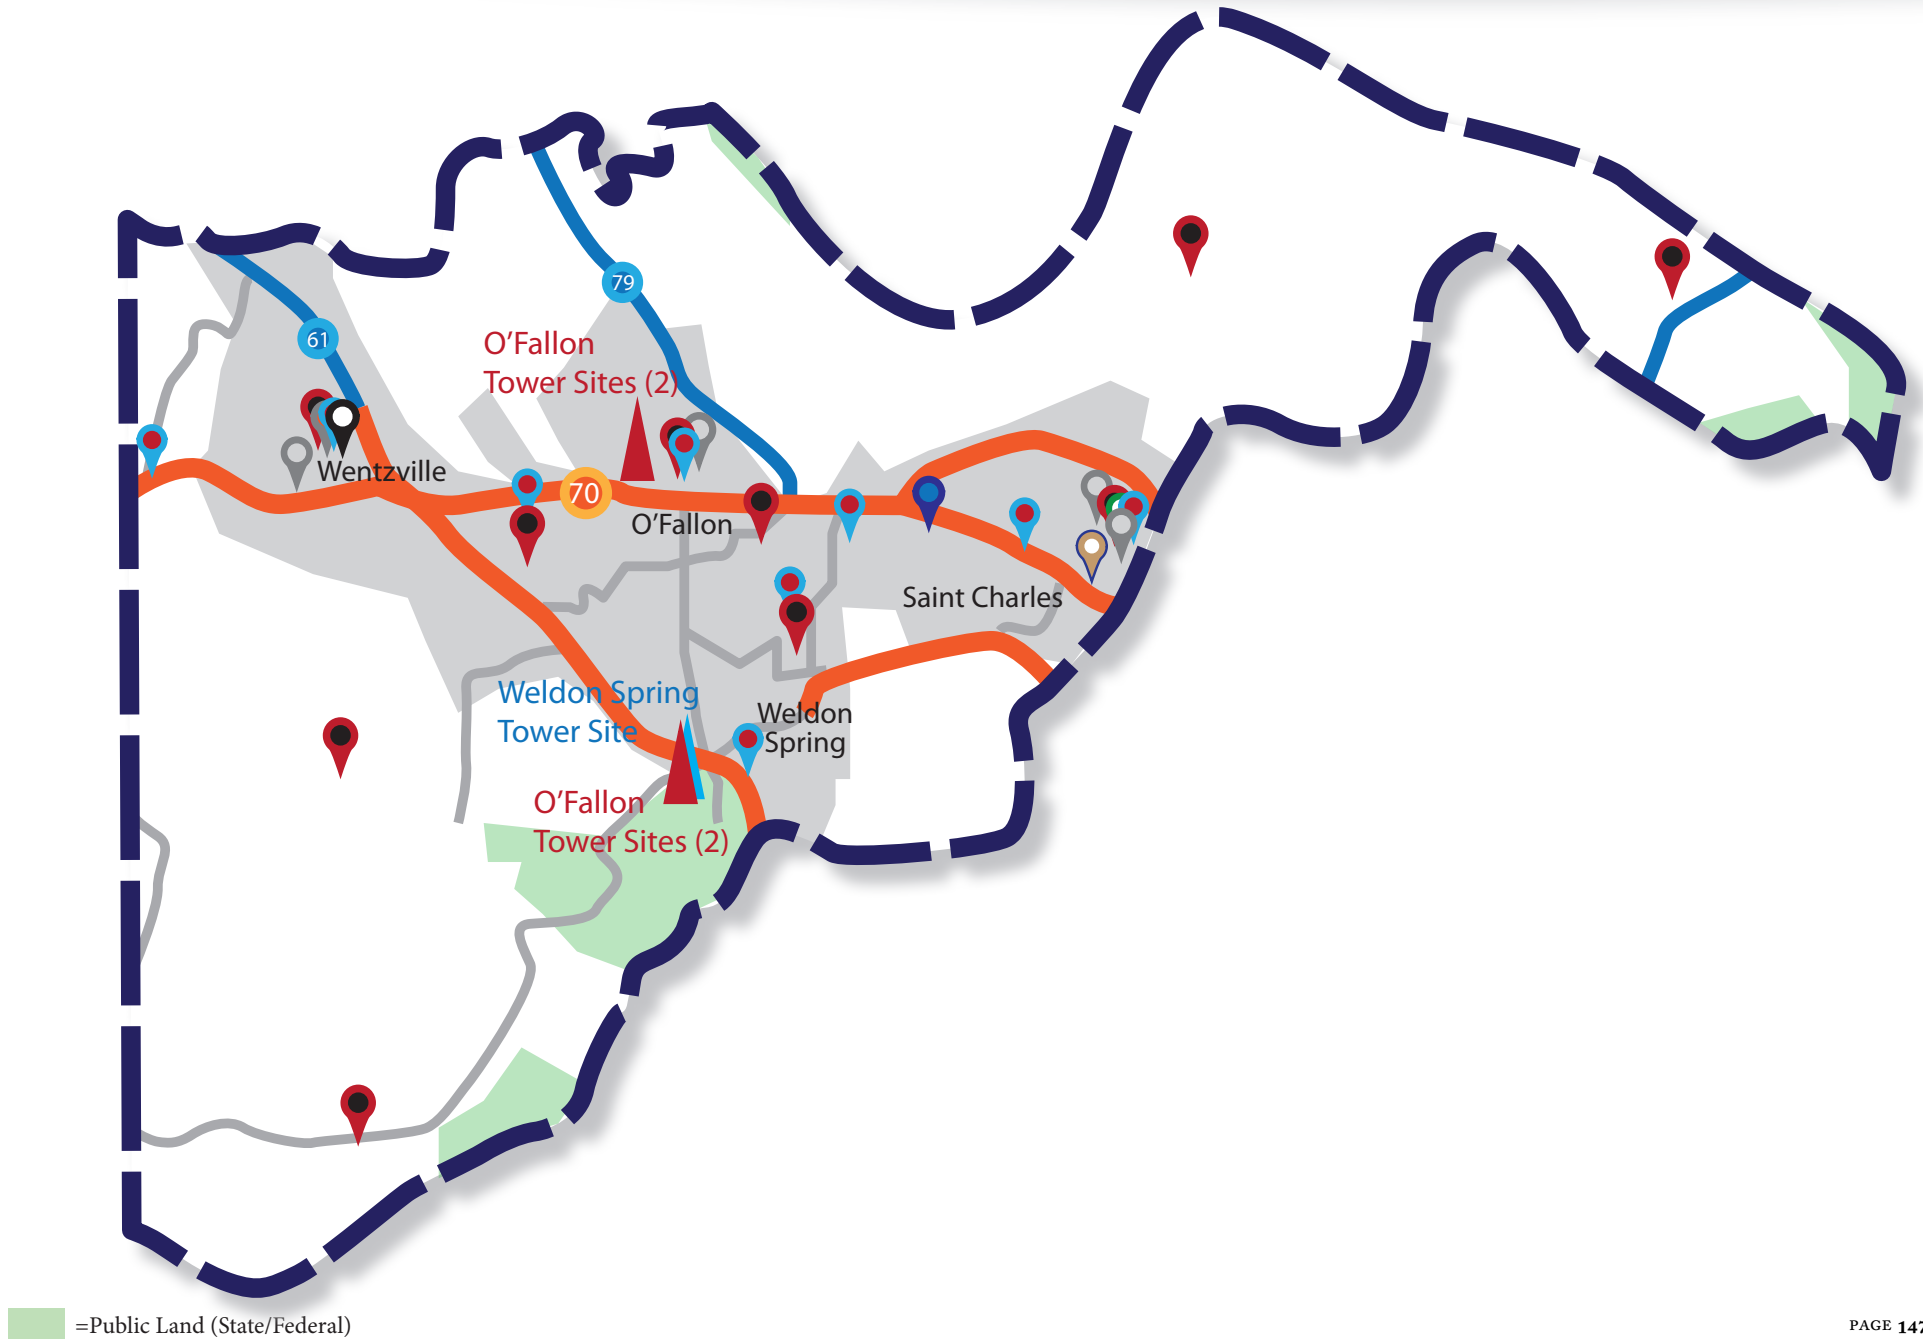 79
61
O'Fallon
Tower Sites (2)
Wentzville
70
O'Fallon
Saint Charles
Weldon Spring
Tower Site
Weldon
Spring
O'Fallon
Tower Sites (2)
=Public Land (State/Federal)
PAGE 147